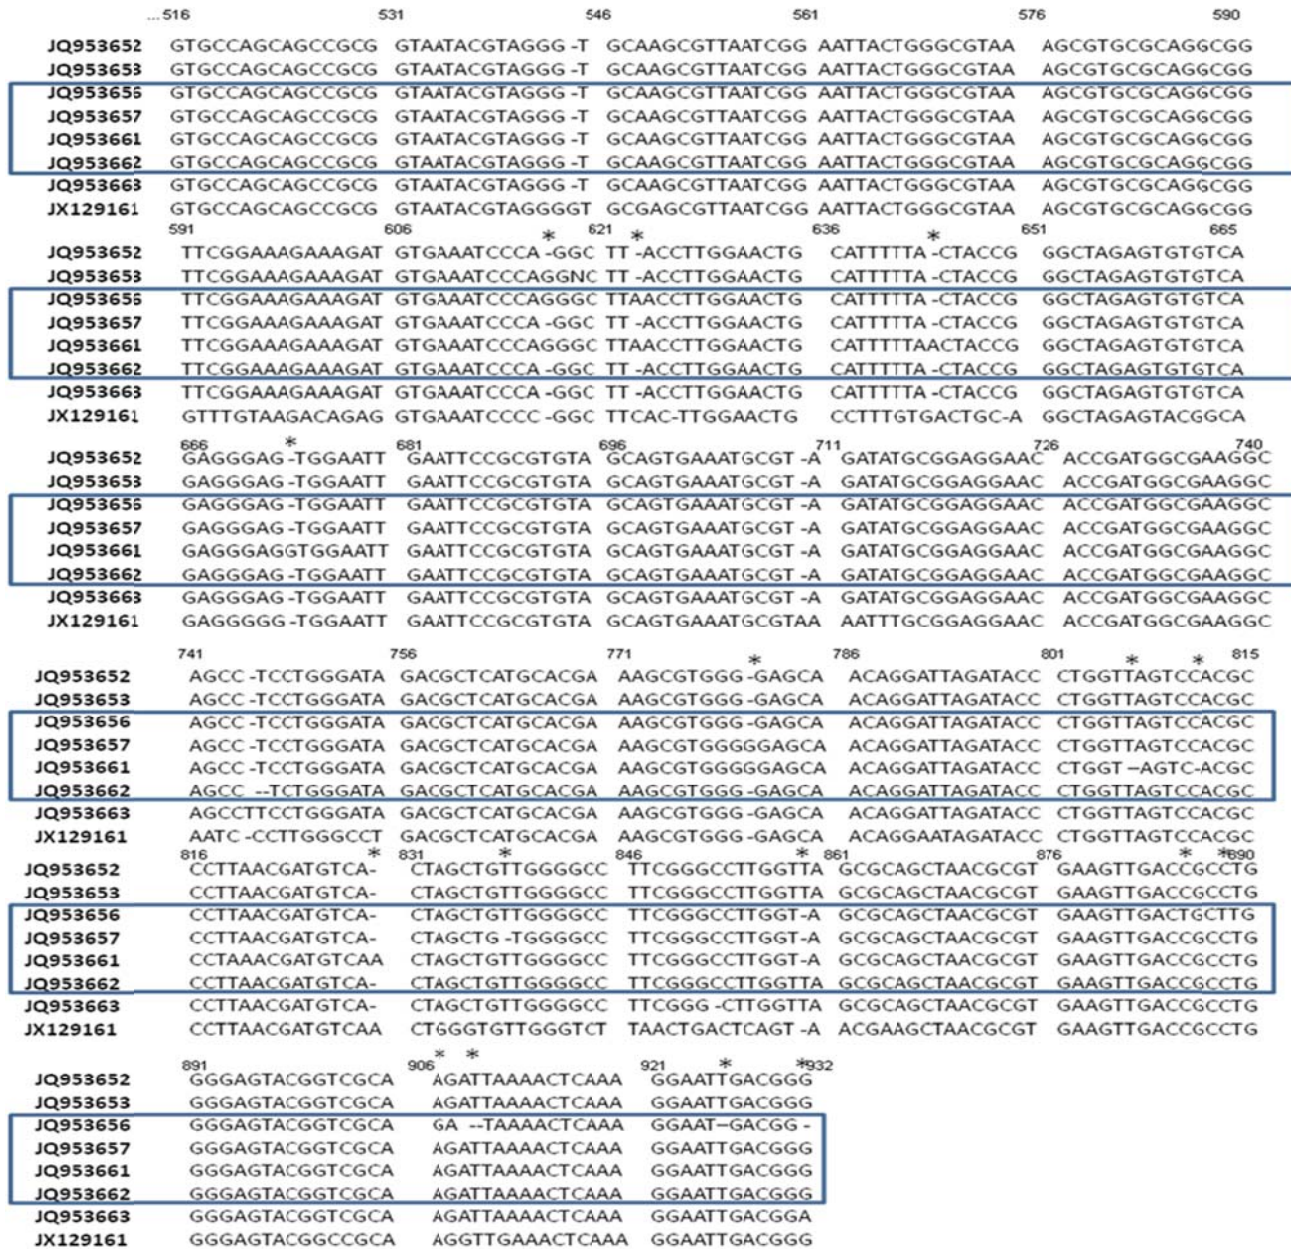 ...516 531 546 561 576 590
JQ953652 GTGCCAGCAGCCGCG GTAATACGTAGGG -T GCAAGCGTTAATCGG AATTACTGGGCGTAA AGCGTGCGCAGGCGG
JQ953653 GTGCCAGCAGCCGCG GTAATACGTAGGG -T GCAAGCGTTAATCGG AATTACTGGGCGTAA AGCGTGCGCAGGCGG
JQ953656 GTGCCAGCAGCCGCG GTAATACGTAGGG -T GCAAGCGTTAATCGG AATTACTGGGCGTAA AGCGTGCGCAGGCGG
JQ953657 GTGCCAGCAGCCGCG GTAATACGTAGGG -T GCAAGCGTTAATCGG AATTACTGGGCGTAA AGCGTGCGCAGGCGG
JQ953661 GTGCCAGCAGCCGCG GTAATACGTAGGG -T GCAAGCGTTAATCGG AATTACTGGGCGTAA AGCGTGCGCAGGCGG
JQ953662 GTGCCAGCAGCCGCG GTAATACGTAGGG -T GCAAGCGTTAATCGG AATTACTGGGCGTAA AGCGTGCGCAGGCGG
JQ953663 GTGCCAGCAGCCGCG GTAATACGTAGGG -T GCAAGCGTTAATCGG AATTACTGGGCGTAA AGCGTGCGCAGGCGG
JX129161 GTGCCAGCAGCCGCG GTAATACGTAGGGGT GCGAGCGTTAATCGG AATTACTGGGCGTAA AGCGTGCGCAGGCGG
591 606 * 621 * 636 * 651 665
JQ953652 TTCGGAAAGAAAGAT GTGAAATCCCA -GGC TT -ACCTTGGAACTG CATTTTTA -CTACCG GGCTAGAGTGTGTCA
JQ953653 TTCGGAAAGAAAGAT GTGAAATCCCAGGNC TT -ACCTTGGAACTG CATTTTTA -CTACCG GGCTAGAGTGTGTCA
JQ953656 TTCGGAAAGAAAGAT GTGAAATCCCAGGGC TTAACCTTGGAACTG CATTTTTA -CTACCG GGCTAGAGTGTGTCA
JQ953657 TTCGGAAAGAAAGAT GTGAAATCCCA -GGC TT -ACCTTGGAACTG CATTTTTA -CTACCG GGCTAGAGTGTGTCA
JQ953661 TTCGGAAAGAAAGAT GTGAAATCCCAGGGC TTAACCTTGGAACTG CATTTTTAACTACCG GGCTAGAGTGTGTCA
JQ953662 TTCGGAAAGAAAGAT GTGAAATCCCA -GGC TT -ACCTTGGAACTG CATTTTTA -CTACCG GGCTAGAGTGTGTCA
JQ953663 TTCGGAAAGAAAGAT GTGAAATCCCA -GGC TT -ACCTTGGAACTG CATTTTTA -CTACCG GGCTAGAGTGTGTCA
JX129161 GTTTGTAAGACAGAG GTGAAATCCCC -GGC TTCAC-TTGGAACTG CCTTTGTGACTGC-A GGCTAGAGTACGGCA
666 * 681 696 711 726 740
JQ953652 GAGGGAG -TGGAATT GAATTCCGCGTGTA GCAGTGAAATGCGT -A GATATGCGGAGGAAC ACCGATGGCGAAGGC
JQ953653 GAGGGAG -TGGAATT GAATTCCGCGTGTA GCAGTGAAATGCGT -A GATATGCGGAGGAAC ACCGATGGCGAAGGC
JQ953656 GAGGGAG -TGGAATT GAATTCCGCGTGTA GCAGTGAAATGCGT -A GATATGCGGAGGAAC ACCGATGGCGAAGGC
JQ953657 GAGGGAG -TGGAATT GAATTCCGCGTGTA GCAGTGAAATGCGT -A GATATGCGGAGGAAC ACCGATGGCGAAGGC
JQ953661 GAGGGAGGTGGAATT GAATTCCGCGTGTA GCAGTGAAATGCGT -A GATATGCGGAGGAAC ACCGATGGCGAAGGC
JQ953662 GAGGGAG -TGGAATT GAATTCCGCGTGTA GCAGTGAAATGCGT -A GATATGCGGAGGAAC ACCGATGGCGAAGGC
JQ953663 GAGGGAG -TGGAATT GAATTCCGCGTGTA GCAGTGAAATGCGT -A GATATGCGGAGGAAC ACCGATGGCGAAGGC
JX129161 GAGGGGG -TGGAATT GAATTCCGCGTGTA GCAGTGAAATGCGTAA AATTTGCGGAGGAAC ACCGATGGCGAAGGC
741 756 771 * 786 801 * * 815
JQ953652 AGCC -TCCTGGGATA GACGCTCATGCACGA AAGCGTGGG -GAGCA ACAGGATTAGATACC CTGGTTAGTCCACGC
JQ953653 AGCC -TCCTGGGATA GACGCTCATGCACGA AAGCGTGGG -GAGCA ACAGGATTAGATACC CTGGTTAGTCCACGC
JQ953656 AGCC -TCCTGGGATA GACGCTCATGCACGA AAGCGTGGG -GAGCA ACAGGATTAGATACC CTGGTTAGTCCACGC
JQ953657 AGCC -TCCTGGGATA GACGCTCATGCACGA AAGCGTGGGGGAGCA ACAGGATTAGATACC CTGGTTAGTCCACGC
JQ953661 AGCC -TCCTGGGATA GACGCTCATGCACGA AAGCGTGGGGGAGCA ACAGGATTAGATACC CTGGT –AGTC-ACGC
JQ953662 AGCC --TCTGGGATA GACGCTCATGCACGA AAGCGTGGG -GAGCA ACAGGATTAGATACC CTGGTTAGTCCACGC
JQ953663 AGCCTTCCTGGGATA GACGCTCATGCACGA AAGCGTGGG -GAGCA ACAGGATTAGATACC CTGGTTAGTCCACGC
JX129161 AATC -CCTTGGGCCT GACGCTCATGCACGA AAGCGTGGG -GAGCA ACAGGAATAGATACC CTGGTTAGTCCACGC
816 * 831 * 846 * 861 876 * *890
JQ953652 CCTTAACGATGTCA- CTAGCTGTTGGGGCC TTCGGGCCTTGGTTA GCGCAGCTAACGCGT GAAGTTGACCGCCTG
JQ953653 CCTTAACGATGTCA- CTAGCTGTTGGGGCC TTCGGGCCTTGGTTA GCGCAGCTAACGCGT GAAGTTGACCGCCTG
JQ953656 CCTTAACGATGTCA- CTAGCTGTTGGGGCC TTCGGGCCTTGGT-A GCGCAGCTAACGCGT GAAGTTGACTGCTTG
JQ953657 CCTTAACGATGTCA- CTAGCTG -TGGGGCC TTCGGGCCTTGGT-A GCGCAGCTAACGCGT GAAGTTGACCGCCTG
JQ953661 CCTAAACGATGTCAA CTAGCTGTTGGGGCC TTCGGGCCTTGGT-A GCGCAGCTAACGCGT GAAGTTGACCGCCTG
JQ953662 CCTTAACGATGTCA- CTAGCTGTTGGGGCC TTCGGGCCTTGGTTA GCGCAGCTAACGCGT GAAGTTGACCGCCTG
JQ953663 CCTTAACGATGTCA- CTAGCTGTTGGGGCC TTCGGG -CTTGGTTA GCGCAGCTAACGCGT GAAGTTGACCGCCTG
JX129161 CCTTAACGATGTCAA CTGGGTGTTGGGTCT TAACTGACTCAGT -A ACGAAGCTAACGCGT GAAGTTGACCGCCTG
891 906 * * 921 * *932
JQ953652 GGGAGTACGGTCGCA AGATTAAAACTCAAA GGAATTGACGGG
JQ953653 GGGAGTACGGTCGCA AGATTAAAACTCAAA GGAATTGACGGG
JQ953656 GGGAGTACGGTCGCA GA --TAAAACTCAAA GGAAT–GACGG -
JQ953657 GGGAGTACGGTCGCA AGATTAAAACTCAAA GGAATTGACGGG
JQ953661 GGGAGTACGGTCGCA AGATTAAAACTCAAA GGAATTGACGGG
JQ953662 GGGAGTACGGTCGCA AGATTAAAACTCAAA GGAATTGACGGG
JQ953663 GGGAGTACGGTCGCA AGATTAAAACTCAAA GGAATTGACGGA
JX129161 GGGAGTACGGCCGCA AGGTTGAAACTCAAA GGAATTGACGGG